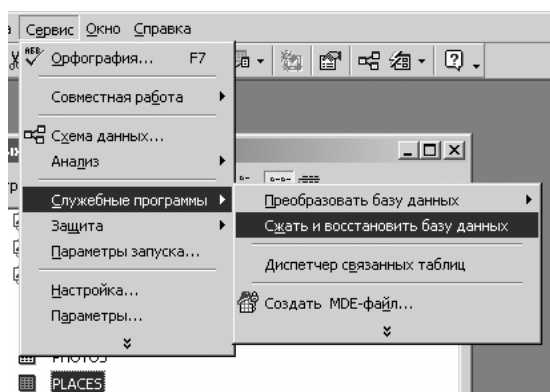 Сервис Окно Справка
Орфография... F7
Совместная работа
Схема данных...
Анализ
Служебные программы
Преобразовать базу данных
Защита
Сжать и восстановить базу данных
Параметры запуска...
Диспетчер связанных таблиц
Настройка...
Создать MDE-файл...
Параметры...
PHOTOS
PLACES